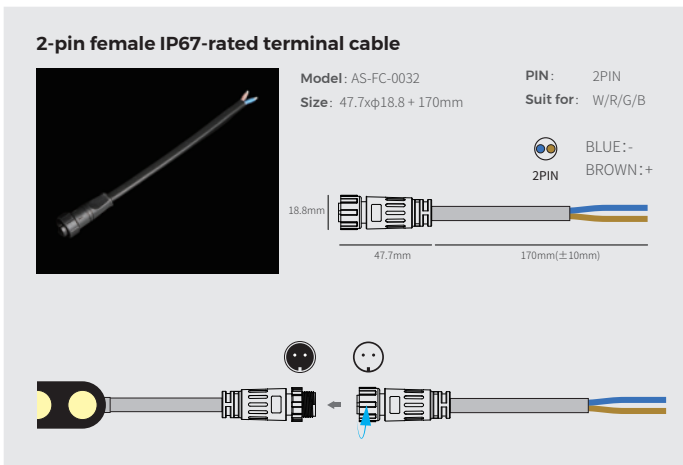 2-pin female IP67-rated terminal cable
Model: AS-FC-0032
Size: 47.7xφ18.8 + 170mm
PIN: 2PIN
Suit for: W/R/G/B
2PIN
BLUE:-
BROWN:+
18.8mm
47.7mm
170mm(±10mm)